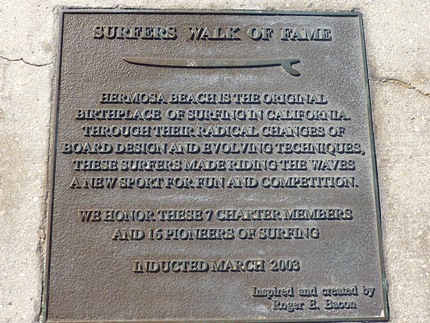 SURFERS WALK OF FAME
HERMOSA BEACH IS THE ORIGINAL
BIRTHPLACE OF SURFING IN CALIFORNIA.
THROUGH THEIR RADICAL CHANGES OF
BOARD DESIGN AND EVOLVING TECHNIQUES,
THESE SURFERS MADE RIDING THE WAVES
A NEW SPORT FOR FUN AND COMPETITION.
WE HONOR THESE 7 CHARTER MEMBERS
AND 15 PIONEERS OF SURFING
INDUCTED MARCH 2003
Inspired and created by
Roger E. Bacon